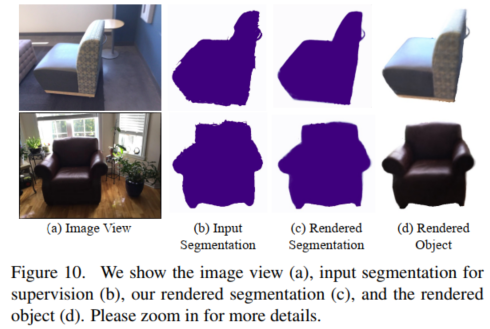 (a) Image View
(b) Input
Segmentation
(c) Rendered
Segmentation
(d) Rendered
Object
Figure 10. We show the image view (a), input segmentation for
supervision (b), our rendered segmentation (c), and the rendered
object (d). Please zoom in for more details.